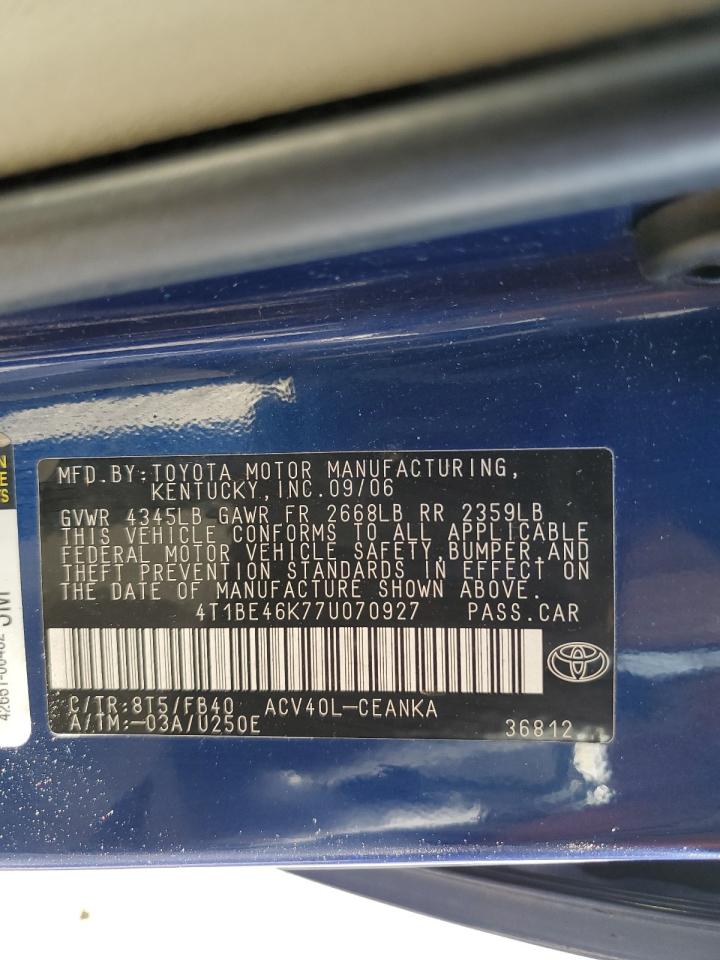 MFD.BY:TOYOTA MOTOR MANUFACTURING,
KENTUCKY,INC.09/06
GVWR 4345LB GAWR FR 2668LB RR 2359LB
THIS VEHICLE CONFORMS TO ALL APPLICABLE
FEDERAL MOTOR VEHICLE SAFETY,BUMPER,AND
THEFT PREVENTION STANDARDS IN EFFECT ON
THE DATE OF MANUFACTURE SHOWN ABOVE.
4T1BE46K77U070927 PASS.CAR
C/TR:8T5/FB40 ACV40L-CEANKA
A/TM:-03A/U250E 36812